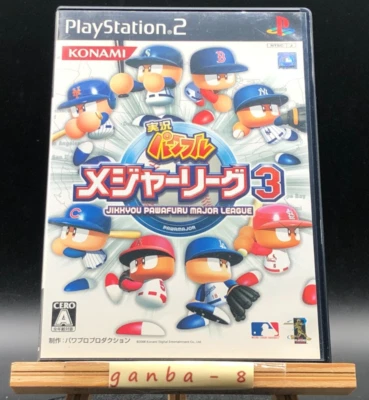 PlayStation.2
KONAMI
実況
パワフル
メジャーリーグ3
JIKKYOU PAWAFURU MAJOR LEAGUE
PAWAMAJOR
CERO
A
制作:パワプロプロダクション
ganba-8